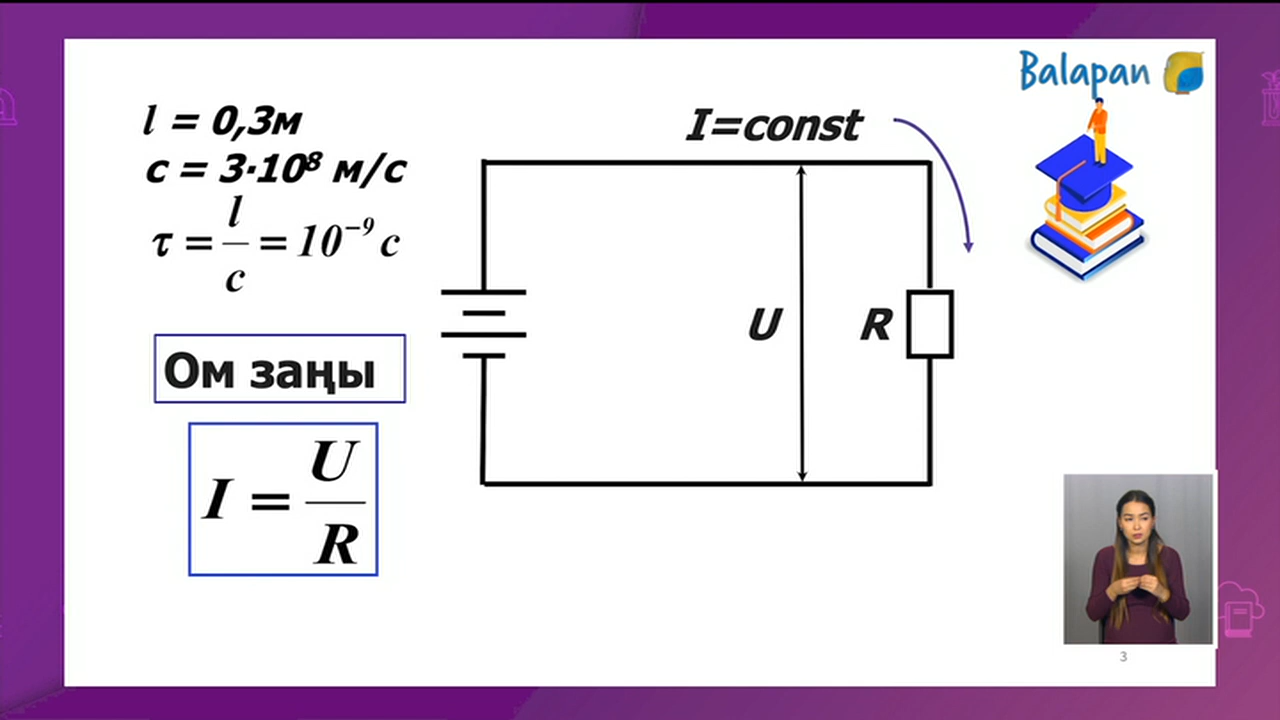 Balapan
l = 0,3м
с = 3·10⁸ м/с
τ = l/c = 10⁻⁹ c
Ом заңы
I = U/R
I=const
U
R
3